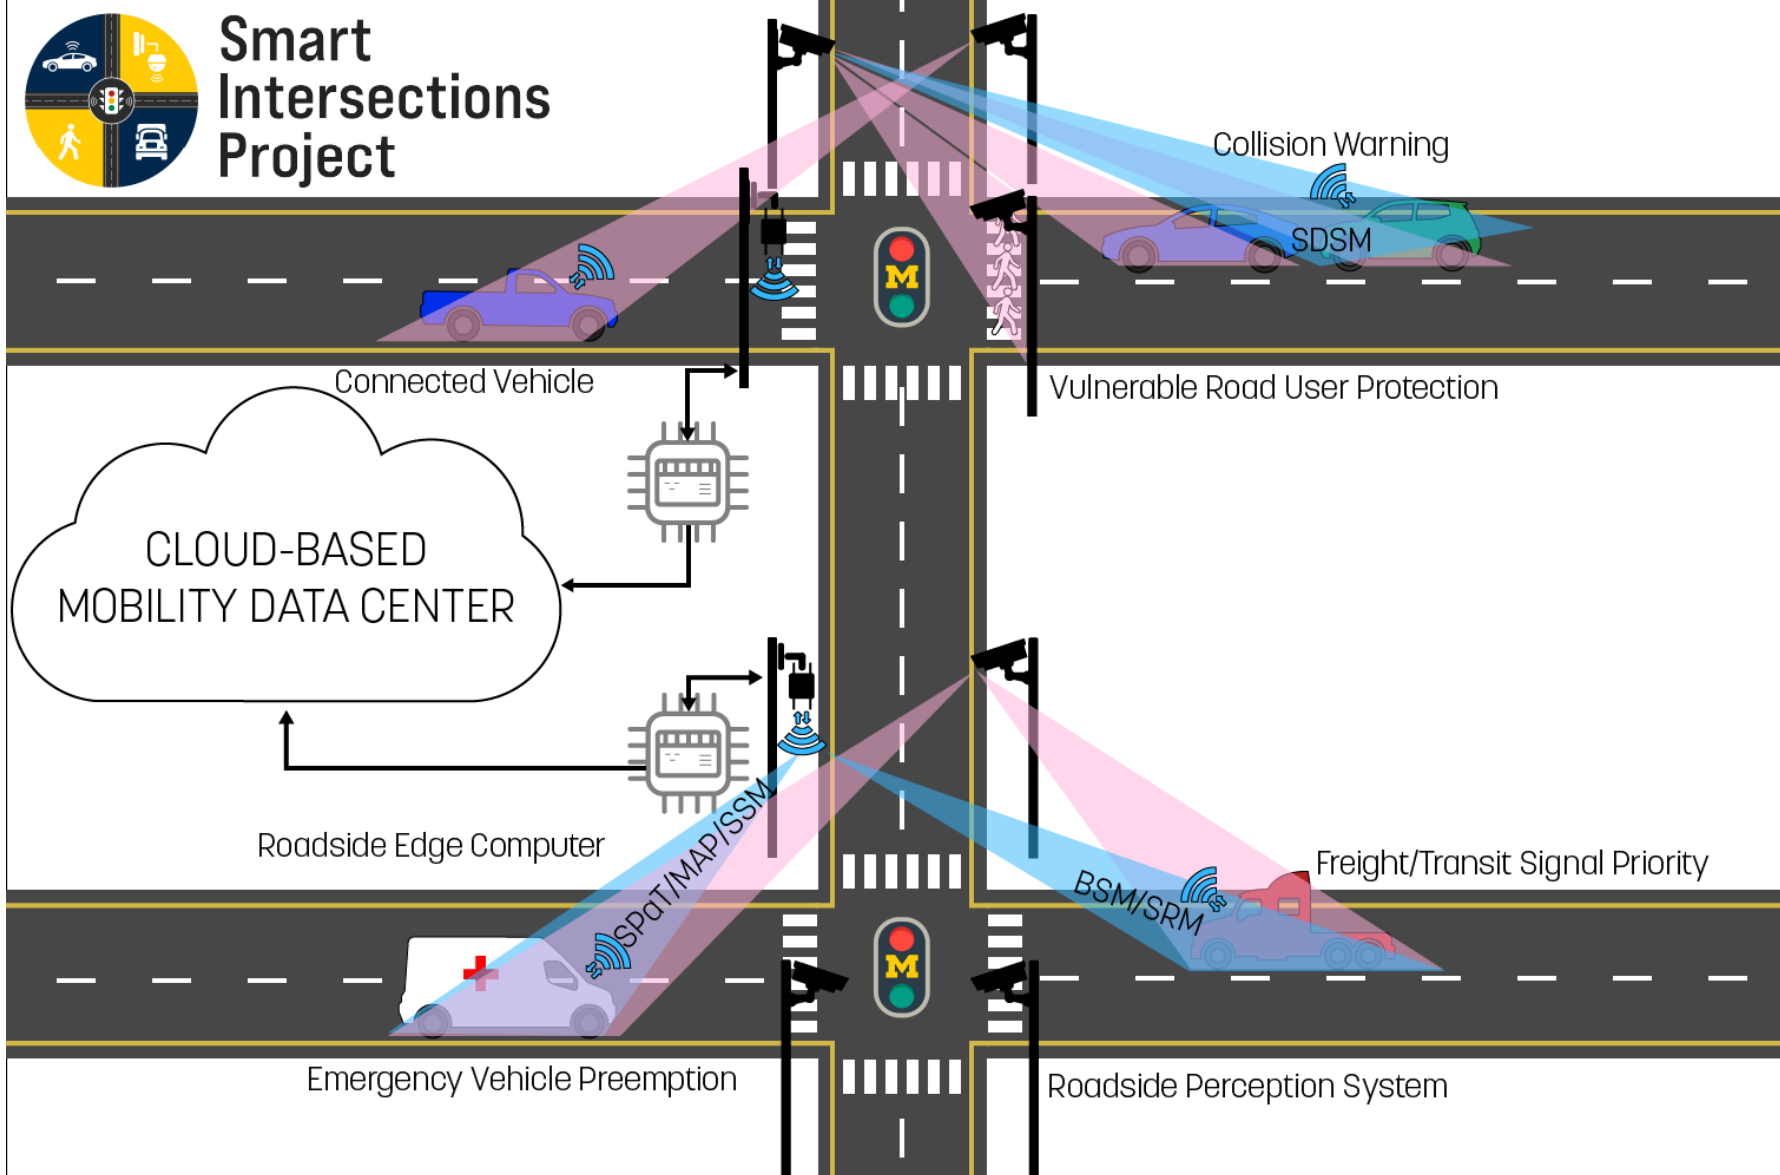 Smart
Intersections
Project
Collision Warning
SDSM
M
Connected Vehicle
Vulnerable Road User Protection
CLOUD-BASED
MOBILITY DATA CENTER
SPaT/MAP/SSM
Roadside Edge Computer
Freight/Transit Signal Priority
BSM/SRM
M
Emergency Vehicle Preemption
Roadside Perception System